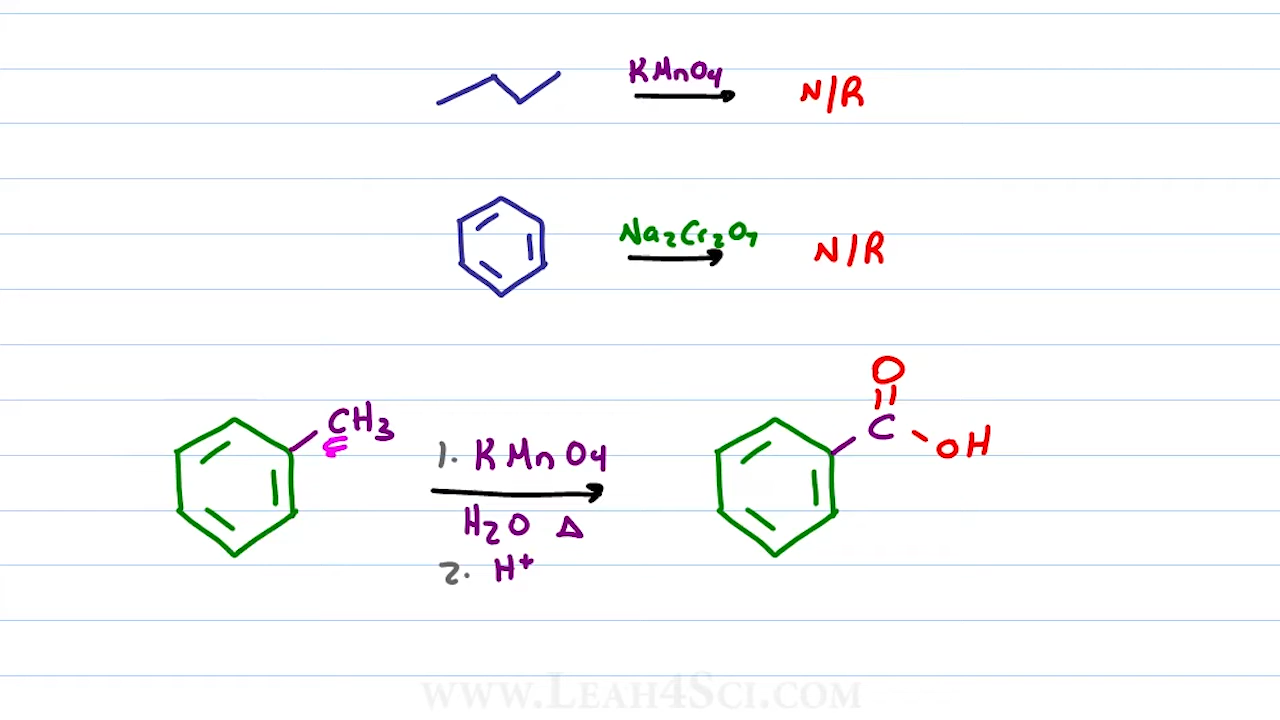 KMnO4
N/R
Na2Cr2O7
N/R
CH3
1. KMnO4
H2O Δ
2. H+
O
C
OH
www.Leah4Sci.com